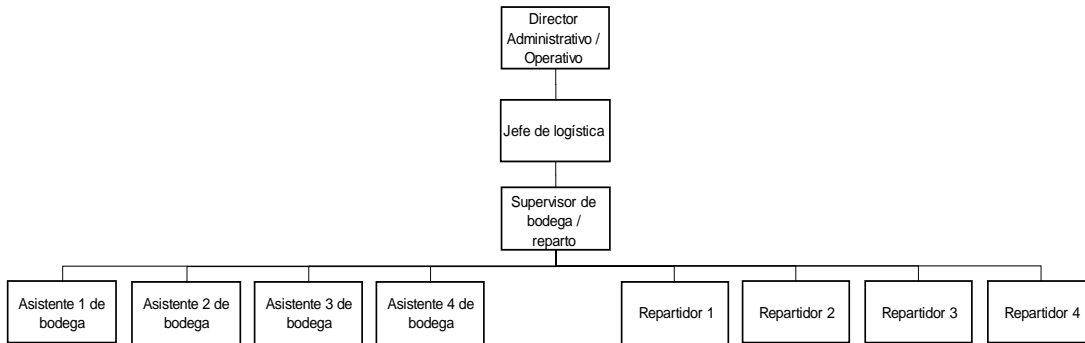 Director
Administrativo /
Operativo
Jefe de logística
Supervisor de
bodega /
reparto
Asistente 1 de
bodega
Asistente 2 de
bodega
Asistente 3 de
bodega
Asistente 4 de
bodega
Repartidor 1
Repartidor 2
Repartidor 3
Repartidor 4